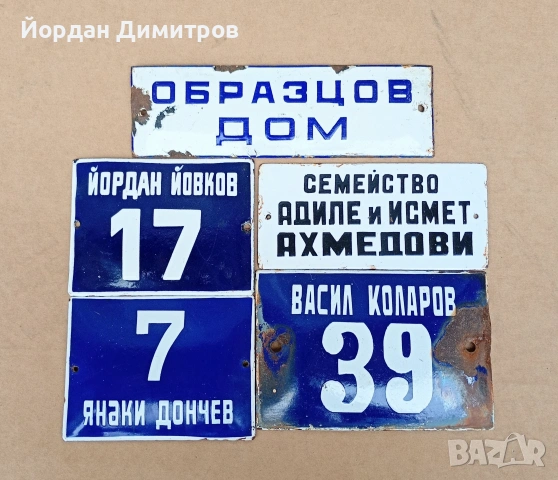 Йордан Димитров
ОБРАЗЦОВ
ДОМ
ЙОРДАН ЙОВКОВ
17
СЕМЕЙСТВО
АДИЛЕ и ИСМЕТ
АХМЕДОВИ
7
ЯНАКИ ДОНЧЕВ
ВАСИЛ КОЛАРОВ
39
BAZAR